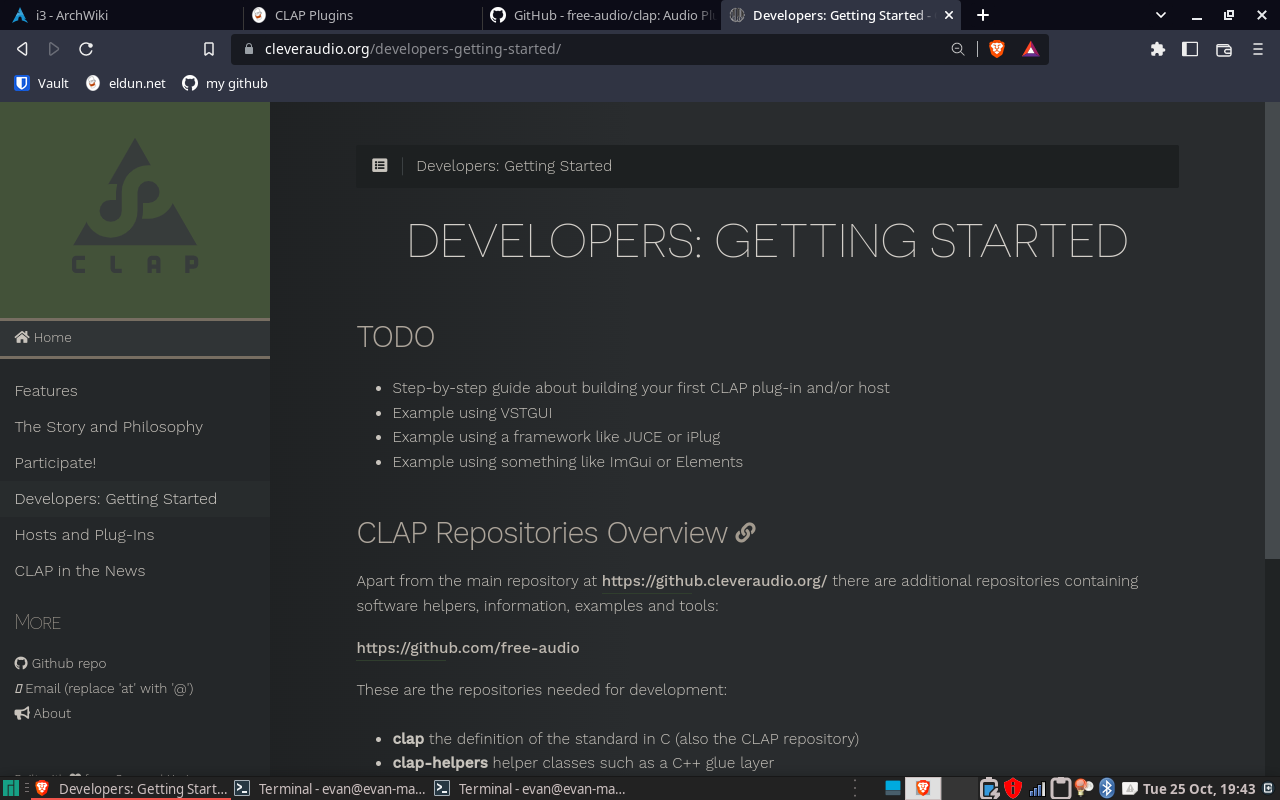 i3 - ArchWiki
CLAP Plugins
GitHub - free-audio/clap: Audio Pl
Developers: Getting Started -
cleveraudio.org/developers-getting-started/
Vault
eldun.net
my github
CLAP
Home
Features
The Story and Philosophy
Participate!
Developers: Getting Started
Hosts and Plug-Ins
CLAP in the News
MORE
Github repo
Email (replace 'at' with '@')
About
Developers: Getting Started
DEVELOPERS: GETTING STARTED
TODO
Step-by-step guide about building your first CLAP plug-in and/or host
Example using VSTGUI
Example using a framework like JUCE or iPlug
Example using something like ImGui or Elements
CLAP Repositories Overview
Apart from the main repository at https://github.cleveraudio.org/ there are additional repositories containing
software helpers, information, examples and tools:
https://github.com/free-audio
These are the repositories needed for development:
clap the definition of the standard in C (also the CLAP repository)
clap-helpers helper classes such as a C++ glue layer
Developers: Getting Start...
Terminal - evan@evan-ma...
Terminal - evan@evan-ma...
Tue 25 Oct, 19:43